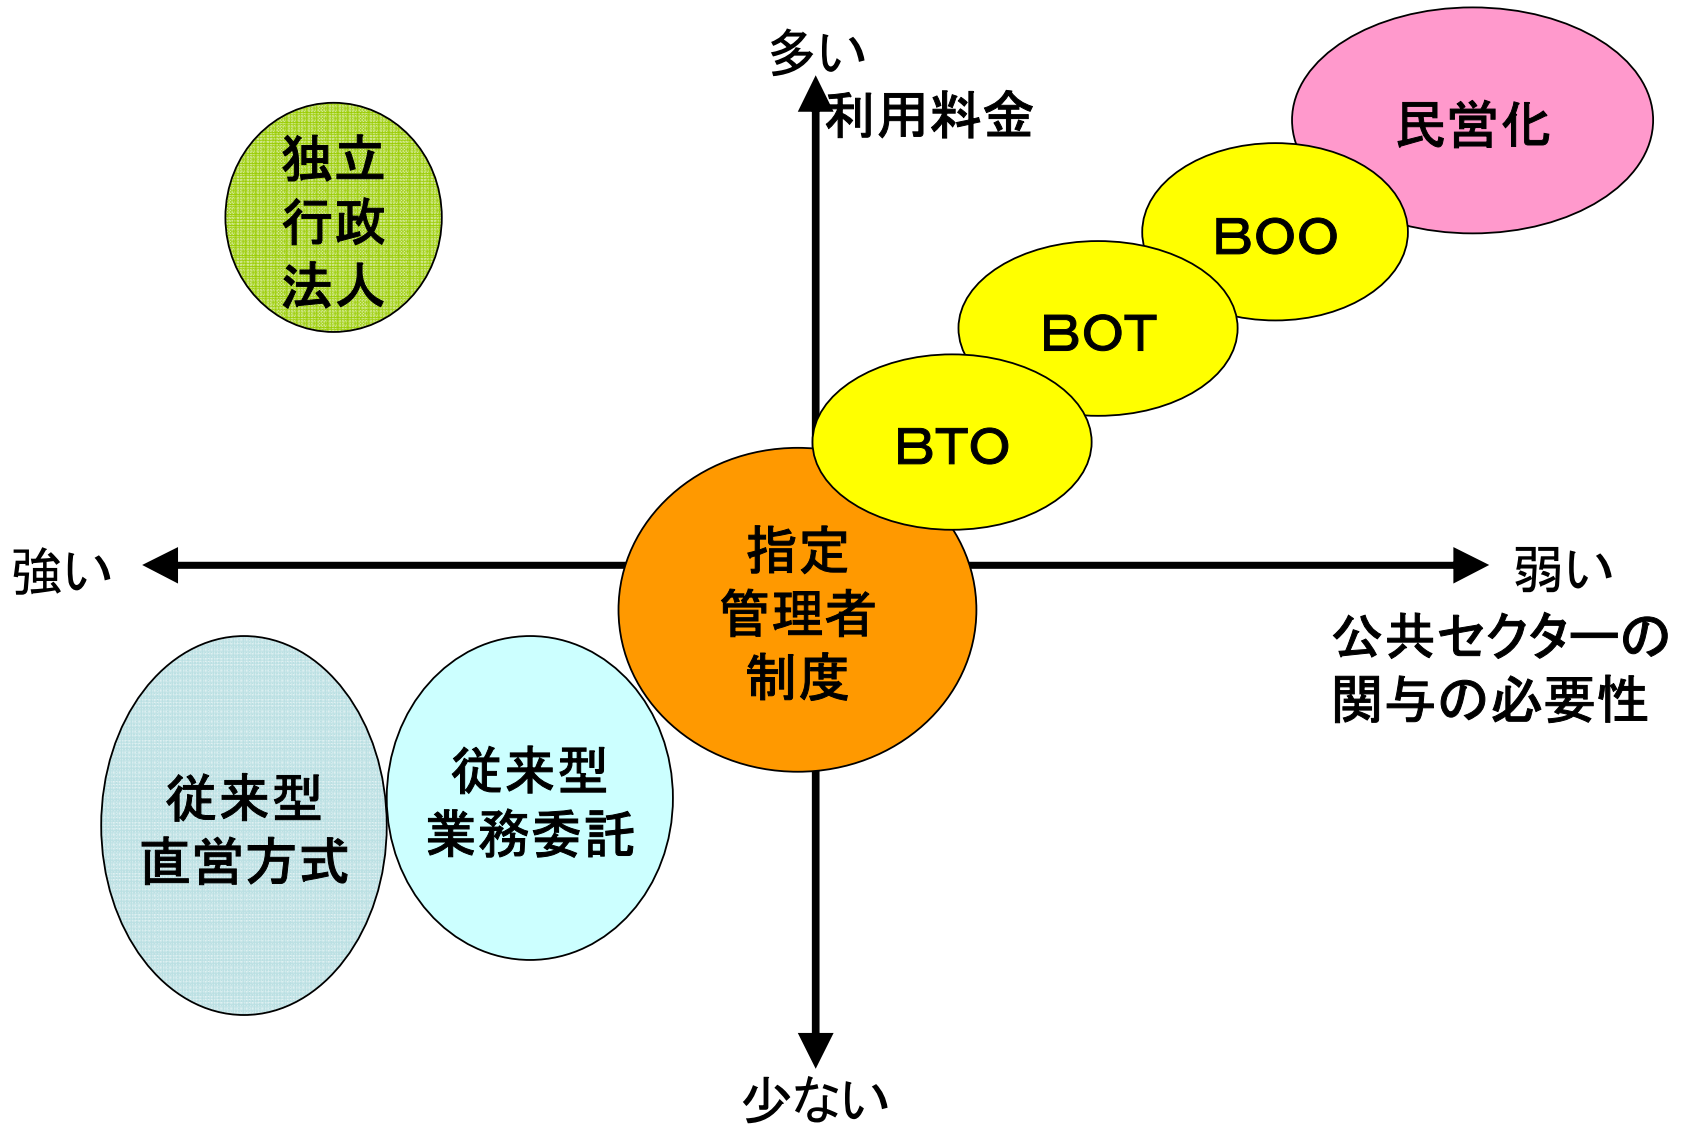 多い
利用料金
民営化
独立
行政
法人
BOO
BOT
BTO
強い
指定
管理者
制度
弱い
公共セクターの
関与の必要性
従来型
直営方式
従来型
業務委託
少ない